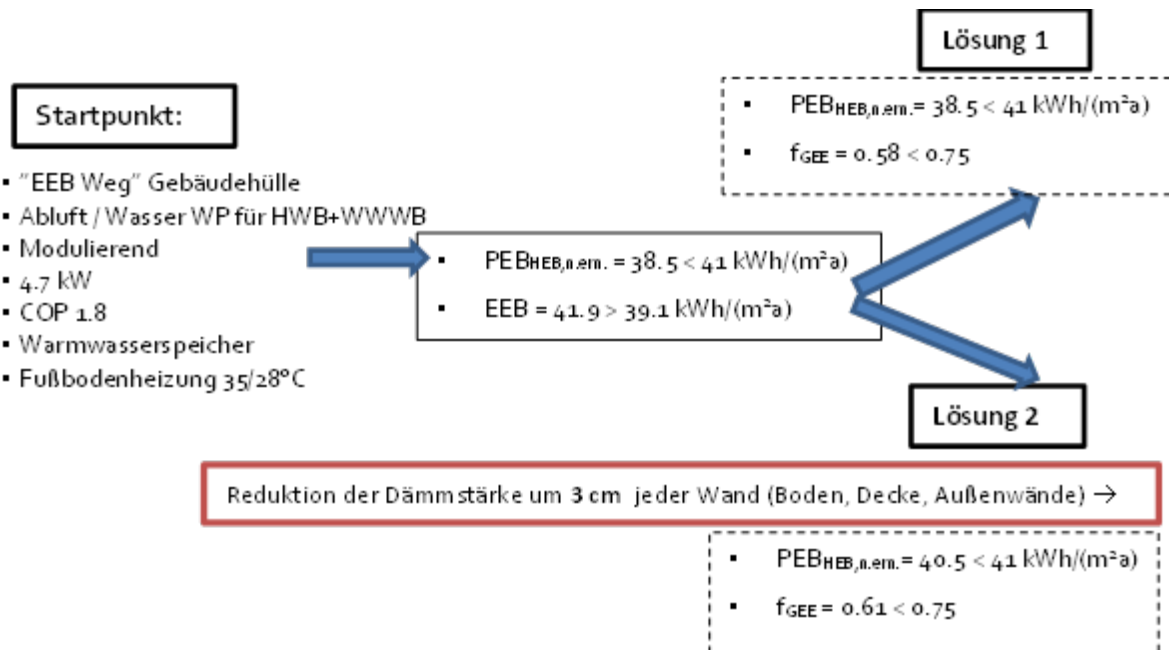 Lösung 1
▪ PEBHEB,n.ern.= 38.5 < 41 kWh/(m²a)
▪ fGEE = 0.58 < 0.75
Startpunkt:
▪ "EEB Weg" Gebäudehülle
▪ Abluft / Wasser WP für HWB+WWWB
▪ Modulierend
▪ 4.7 kW
▪ COP 1.8
▪ Warmwasserspeicher
▪ Fußbodenheizung 35/28°C
▪ PEBHEB,n.ern. = 38.5 < 41 kWh/(m²a)
▪ EEB = 41.9 > 39.1 kWh/(m²a)
Lösung 2
Reduktion der Dämmstärke um 3 cm jeder Wand (Boden, Decke, Außenwände) →
▪ PEBHEB,n.ern.= 40.5 < 41 kWh/(m²a)
▪ fGEE = 0.61 < 0.75